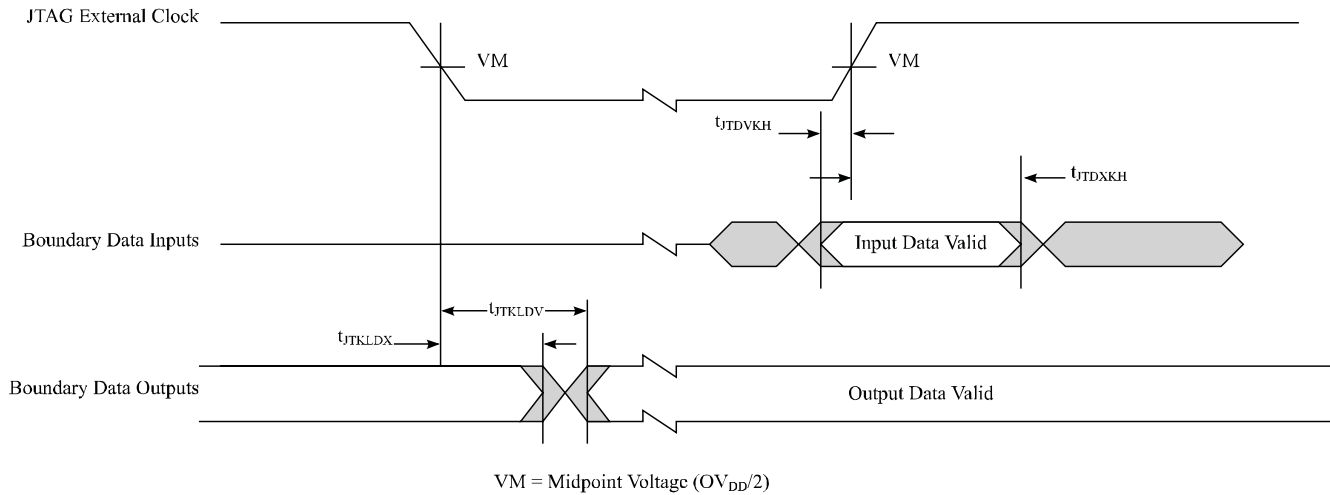 JTAG External Clock
VM
VM
tJTDVKH
tJTDXKH
Boundary Data Inputs
Input Data Valid
tJTKLDV
tJTKLDX
Boundary Data Outputs
Output Data Valid
VM = Midpoint Voltage (OVDD/2)